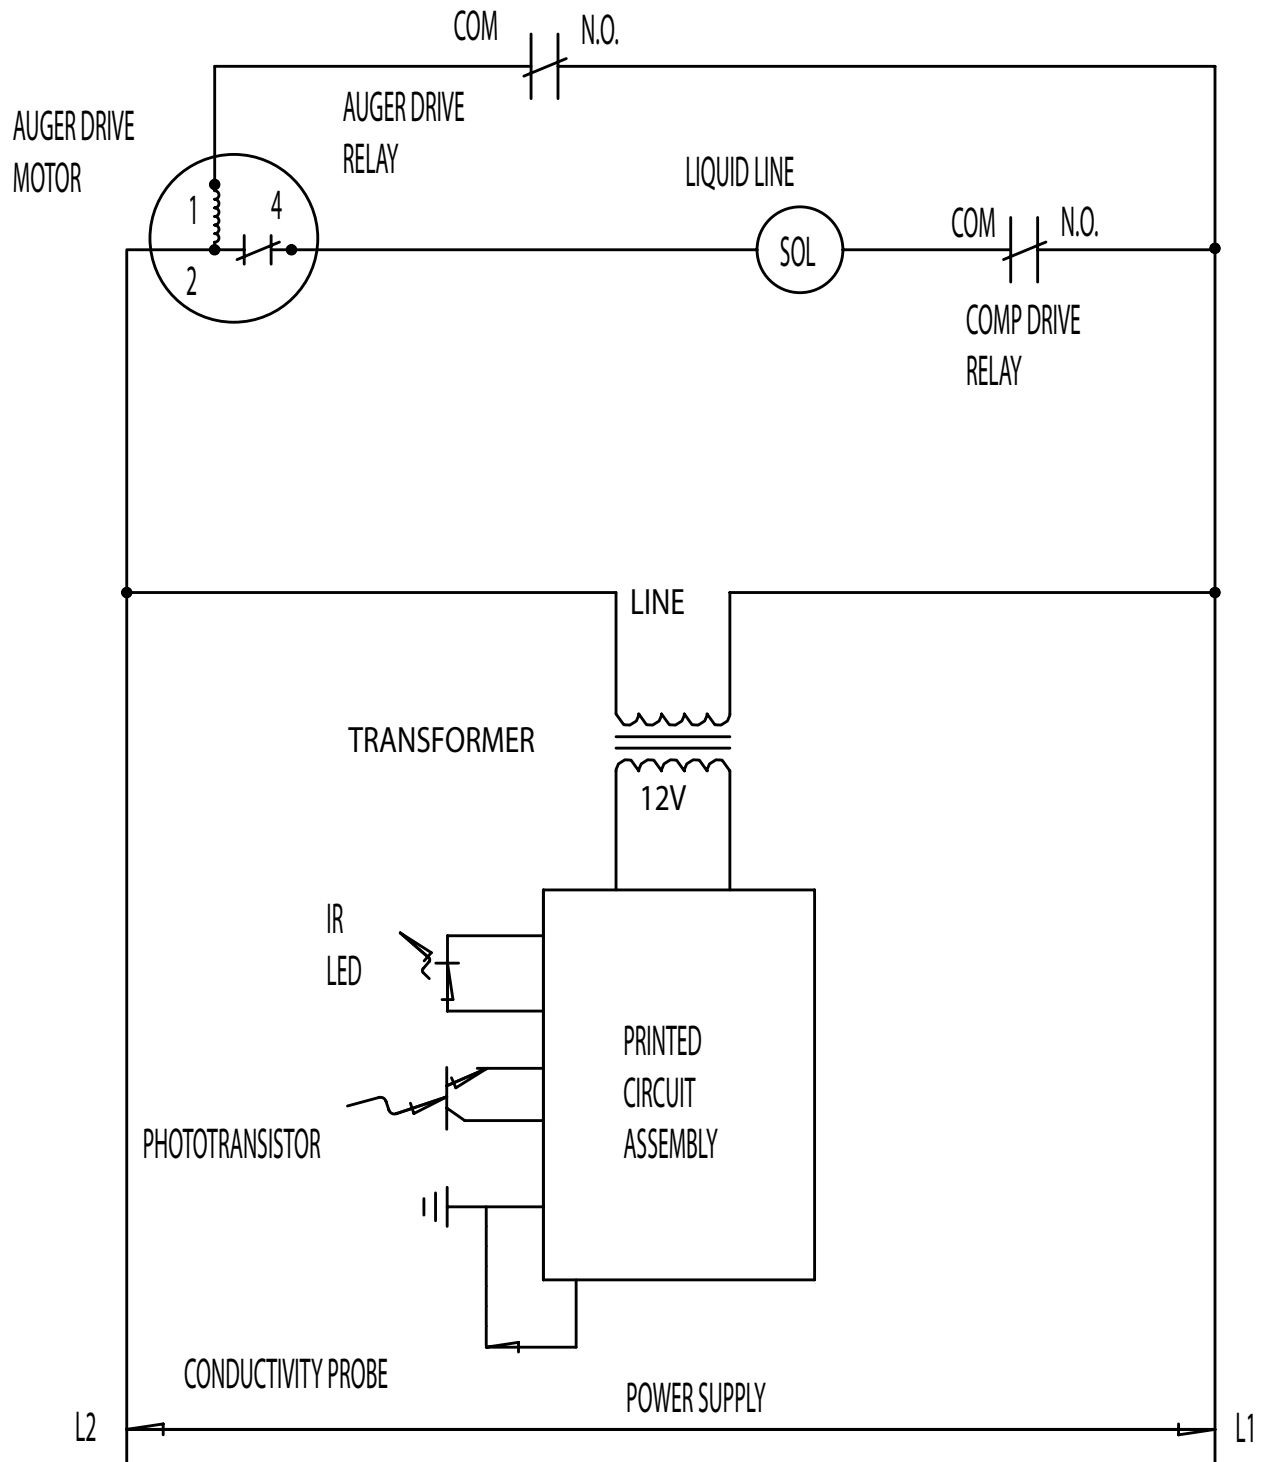 COM
N.O.
AUGER DRIVE
MOTOR
AUGER DRIVE
RELAY
LIQUID LINE
1
4
2
SOL
COM
N.O.
COMP DRIVE
RELAY
LINE
TRANSFORMER
12V
IR
LED
PRINTED
CIRCUIT
ASSEMBLY
PHOTOTRANSISTOR
CONDUCTIVITY PROBE
POWER SUPPLY
L2
L1